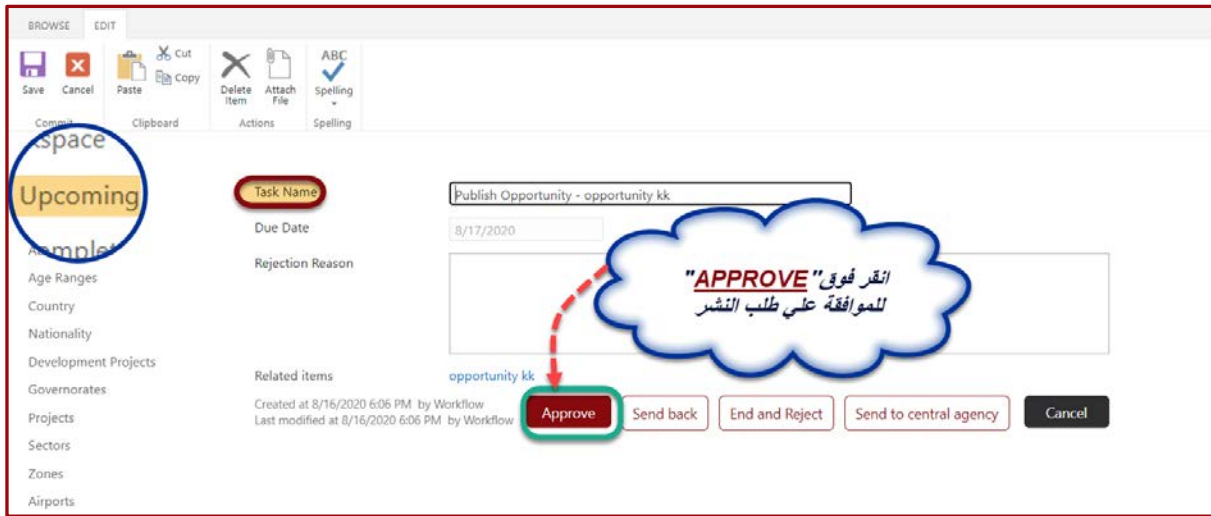 BROWSE EDIT
Save
Cancel
Paste
Cut
Copy
Delete Item
Attach File
ABC
Spelling
Commit
Clipboard
Actions
Spelling
Upcoming
Age Ranges
Country
Nationality
Development Projects
Governorates
Projects
Sectors
Zones
Airports
Task Name
Publish Opportunity - opportunity kk
Due Date
8/17/2020
Rejection Reason
انقر فوق "APPROVE"
للموافقة علي طلب النشر
Related items
opportunity kk
Created at 8/16/2020 6:06 PM by Workflow
Last modified at 8/16/2020 6:06 PM by Workflow
Approve
Send back
End and Reject
Send to central agency
Cancel